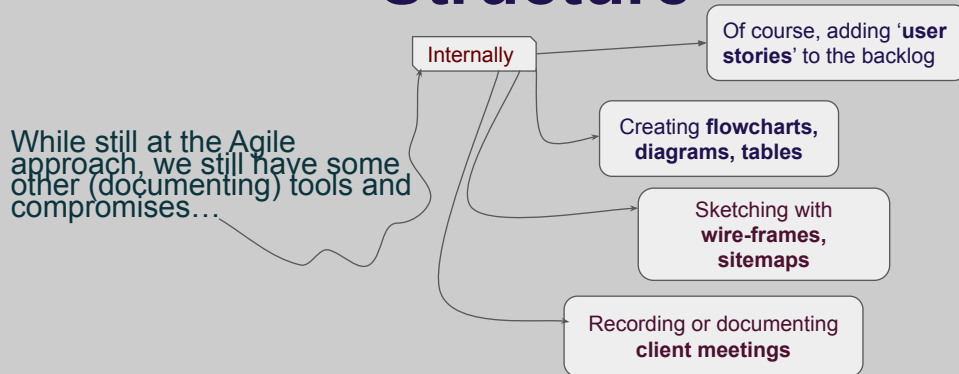 Structure
Internally
Of course, adding ‘user
stories’ to the backlog
While still at the Agile
approach, we still have some
other (documenting) tools and
compromises…
Creating flowcharts,
diagrams, tables
Sketching with
wire-frames,
sitemaps
Recording or documenting
client meetings